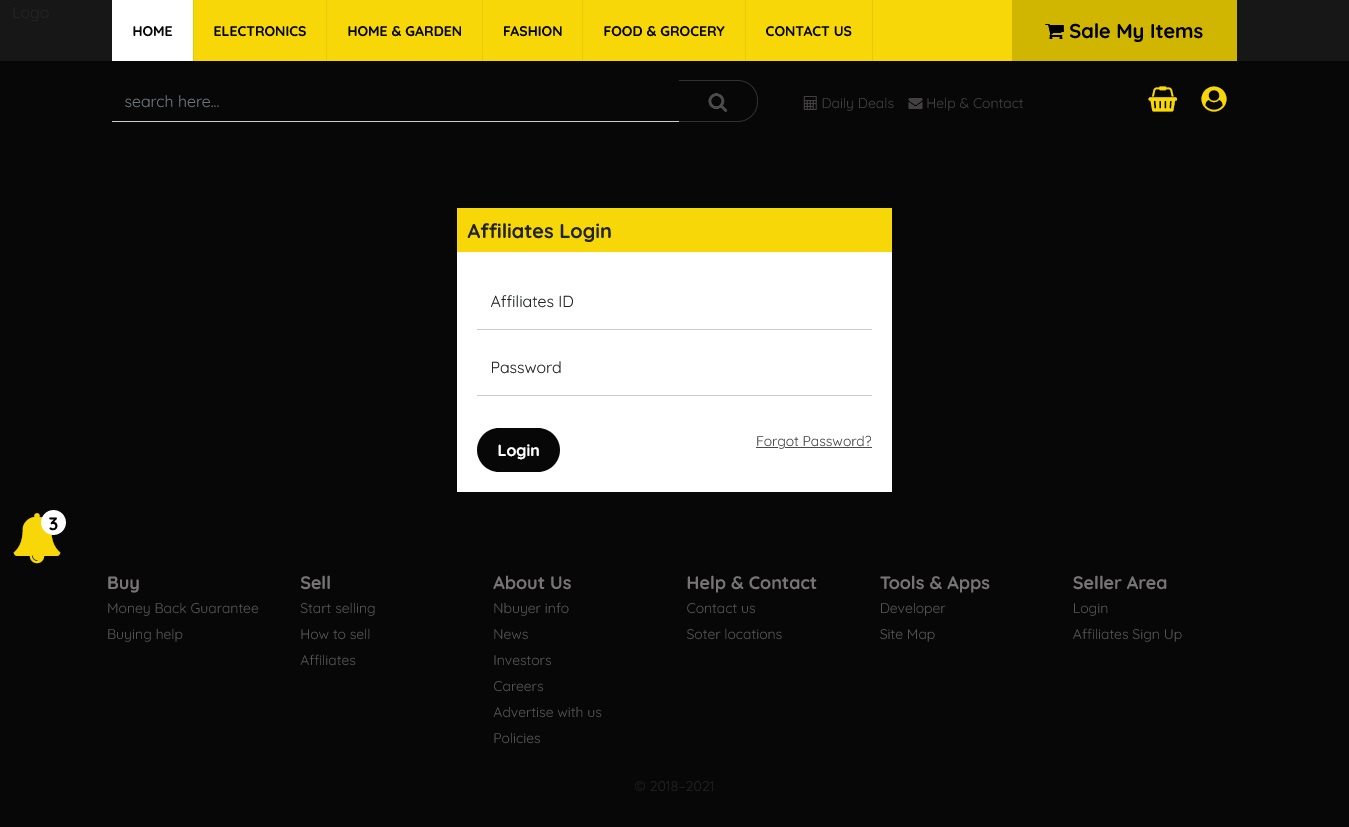 Logo
HOME ELECTRONICS HOME & GARDEN FASHION FOOD & GROCERY CONTACT US Sale My Items
search here... Daily Deals Help & Contact
Affiliates Login
Affiliates ID
Password
Login Forgot Password?
3
Buy
Money Back Guarantee
Buying help
Sell
Start selling
How to sell
Affiliates
About Us
Nbuyer info
News
Investors
Careers
Advertise with us
Policies
Help & Contact
Contact us
Soter locations
Tools & Apps
Developer
Site Map
Seller Area
Login
Affiliates Sign Up
© 2018–2021